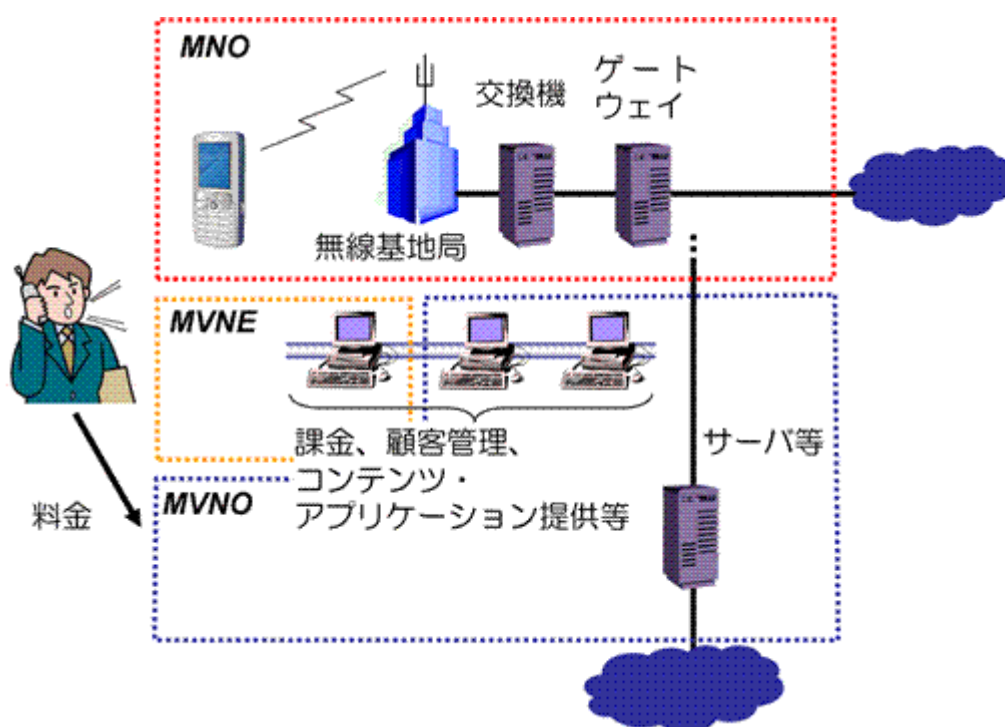 MNO
交換機
ゲート
ウェイ
無線基地局
MVNE
課金、顧客管理、
コンテンツ・
アプリケーション提供等
サーバ等
MVNO
料金